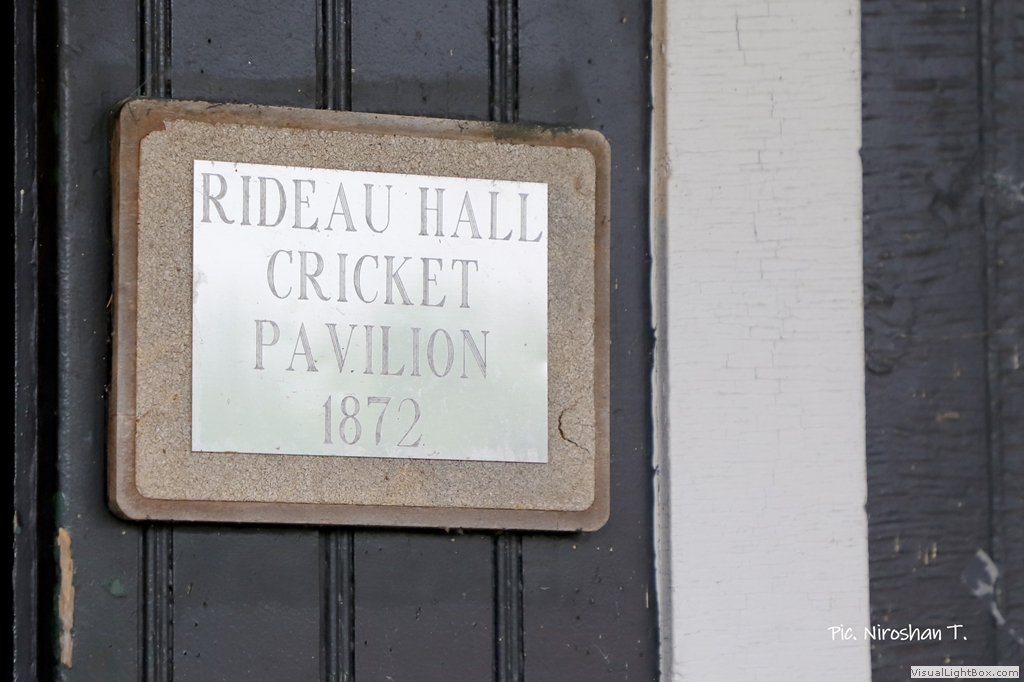 RIDEAU HALL
CRICKET
PAVILION
1872
Pic. Niroshan T.
VisualLightBox.com